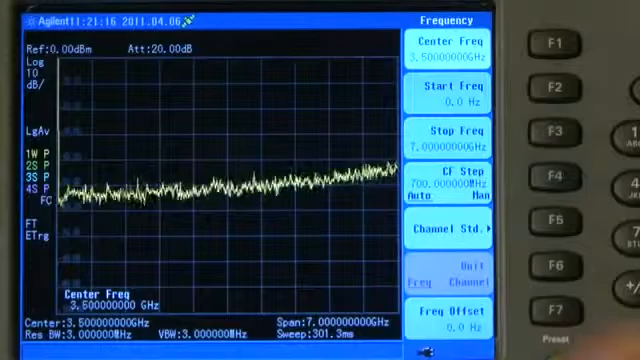 Agilent 11:21:16 2011.04.06
Frequency
Ref:0.00dBm Att:20.00dB
Log
10
dB/
LgAv
1W P
2S P
3S P
4S P
FC
FT
ETrg
Center Freq
3.500000000 GHz
Center:3.500000000GHz Span:7.000000000GHz
Res BW:3.000000MHz VBW:3.000000MHz Sweep:301.3ms
Center Freq
3.50000000GHz
Start Freq
0.0 Hz
Stop Freq
7.00000000GHz
CF Step
700.000000MHz
Auto Man
Channel Std.
Unit
Freq Channel
Freq Offset
0.0 Hz
F1
F2
F3
F4
F5
F6
F7
Preset
1
4
7